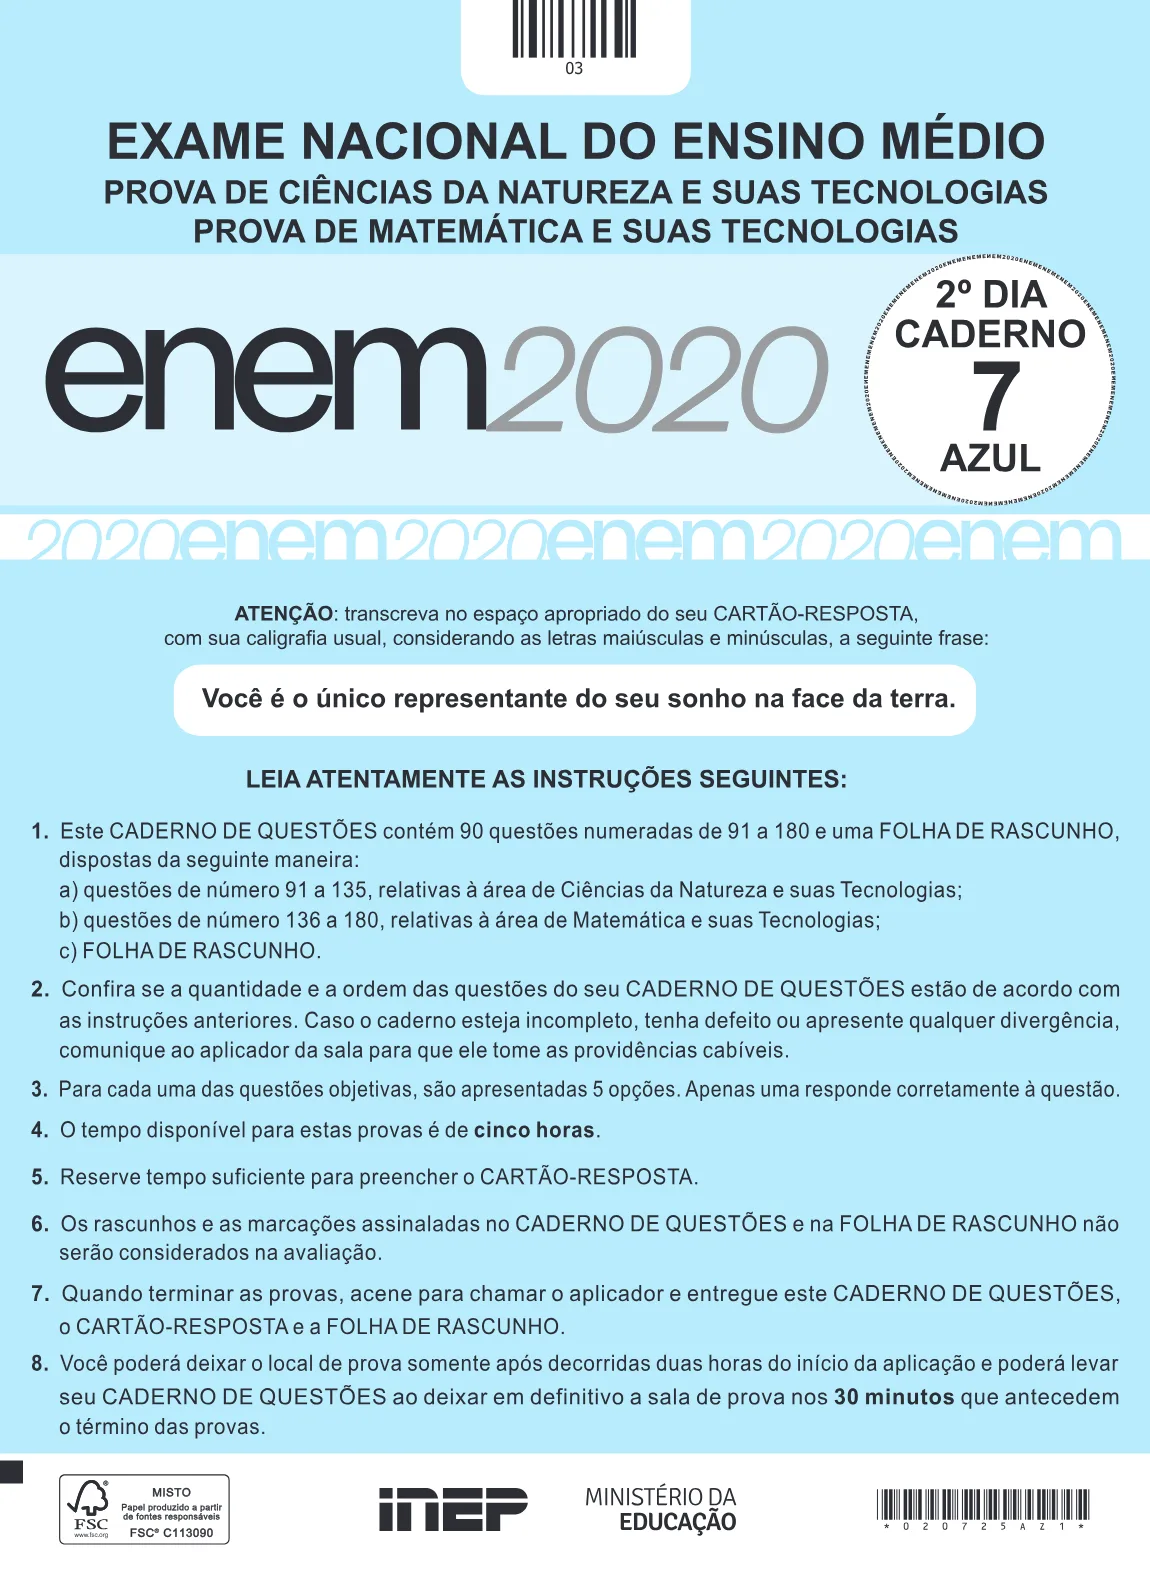 03
EXAME NACIONAL DO ENSINO MÉDIO
PROVA DE CIÊNCIAS DA NATUREZA E SUAS TECNOLOGIAS
PROVA DE MATEMÁTICA E SUAS TECNOLOGIAS
enem2020
2º DIA
CADERNO
7
AZUL
2020enem2020enem2020enem
ATENÇÃO: transcreva no espaço apropriado do seu CARTÃO-RESPOSTA,
com sua caligrafia usual, considerando as letras maiúsculas e minúsculas, a seguinte frase:
Você é o único representante do seu sonho na face da terra.
LEIA ATENTAMENTE AS INSTRUÇÕES SEGUINTES:
1. Este CADERNO DE QUESTÕES contém 90 questões numeradas de 91 a 180 e uma FOLHA DE RASCUNHO,
dispostas da seguinte maneira:
a) questões de número 91 a 135, relativas à área de Ciências da Natureza e suas Tecnologias;
b) questões de número 136 a 180, relativas à área de Matemática e suas Tecnologias;
c) FOLHA DE RASCUNHO.
2. Confira se a quantidade e a ordem das questões do seu CADERNO DE QUESTÕES estão de acordo com
as instruções anteriores. Caso o caderno esteja incompleto, tenha defeito ou apresente qualquer divergência,
comunique ao aplicador da sala para que ele tome as providências cabíveis.
3. Para cada uma das questões objetivas, são apresentadas 5 opções. Apenas uma responde corretamente à questão.
4. O tempo disponível para estas provas é de cinco horas.
5. Reserve tempo suficiente para preencher o CARTÃO-RESPOSTA.
6. Os rascunhos e as marcações assinaladas no CADERNO DE QUESTÕES e na FOLHA DE RASCUNHO não
serão considerados na avaliação.
7. Quando terminar as provas, acene para chamar o aplicador e entregue este CADERNO DE QUESTÕES,
o CARTÃO-RESPOSTA e a FOLHA DE RASCUNHO.
8. Você poderá deixar o local de prova somente após decorridas duas horas do início da aplicação e poderá levar
seu CADERNO DE QUESTÕES ao deixar em definitivo a sala de prova nos 30 minutos que antecedem
o término das provas.
FSC
www.fsc.org
MISTO
Papel produzido a partir
de fontes responsáveis
FSC® C113090
inep
MINISTÉRIO DA
EDUCAÇÃO
*020725AZ1*